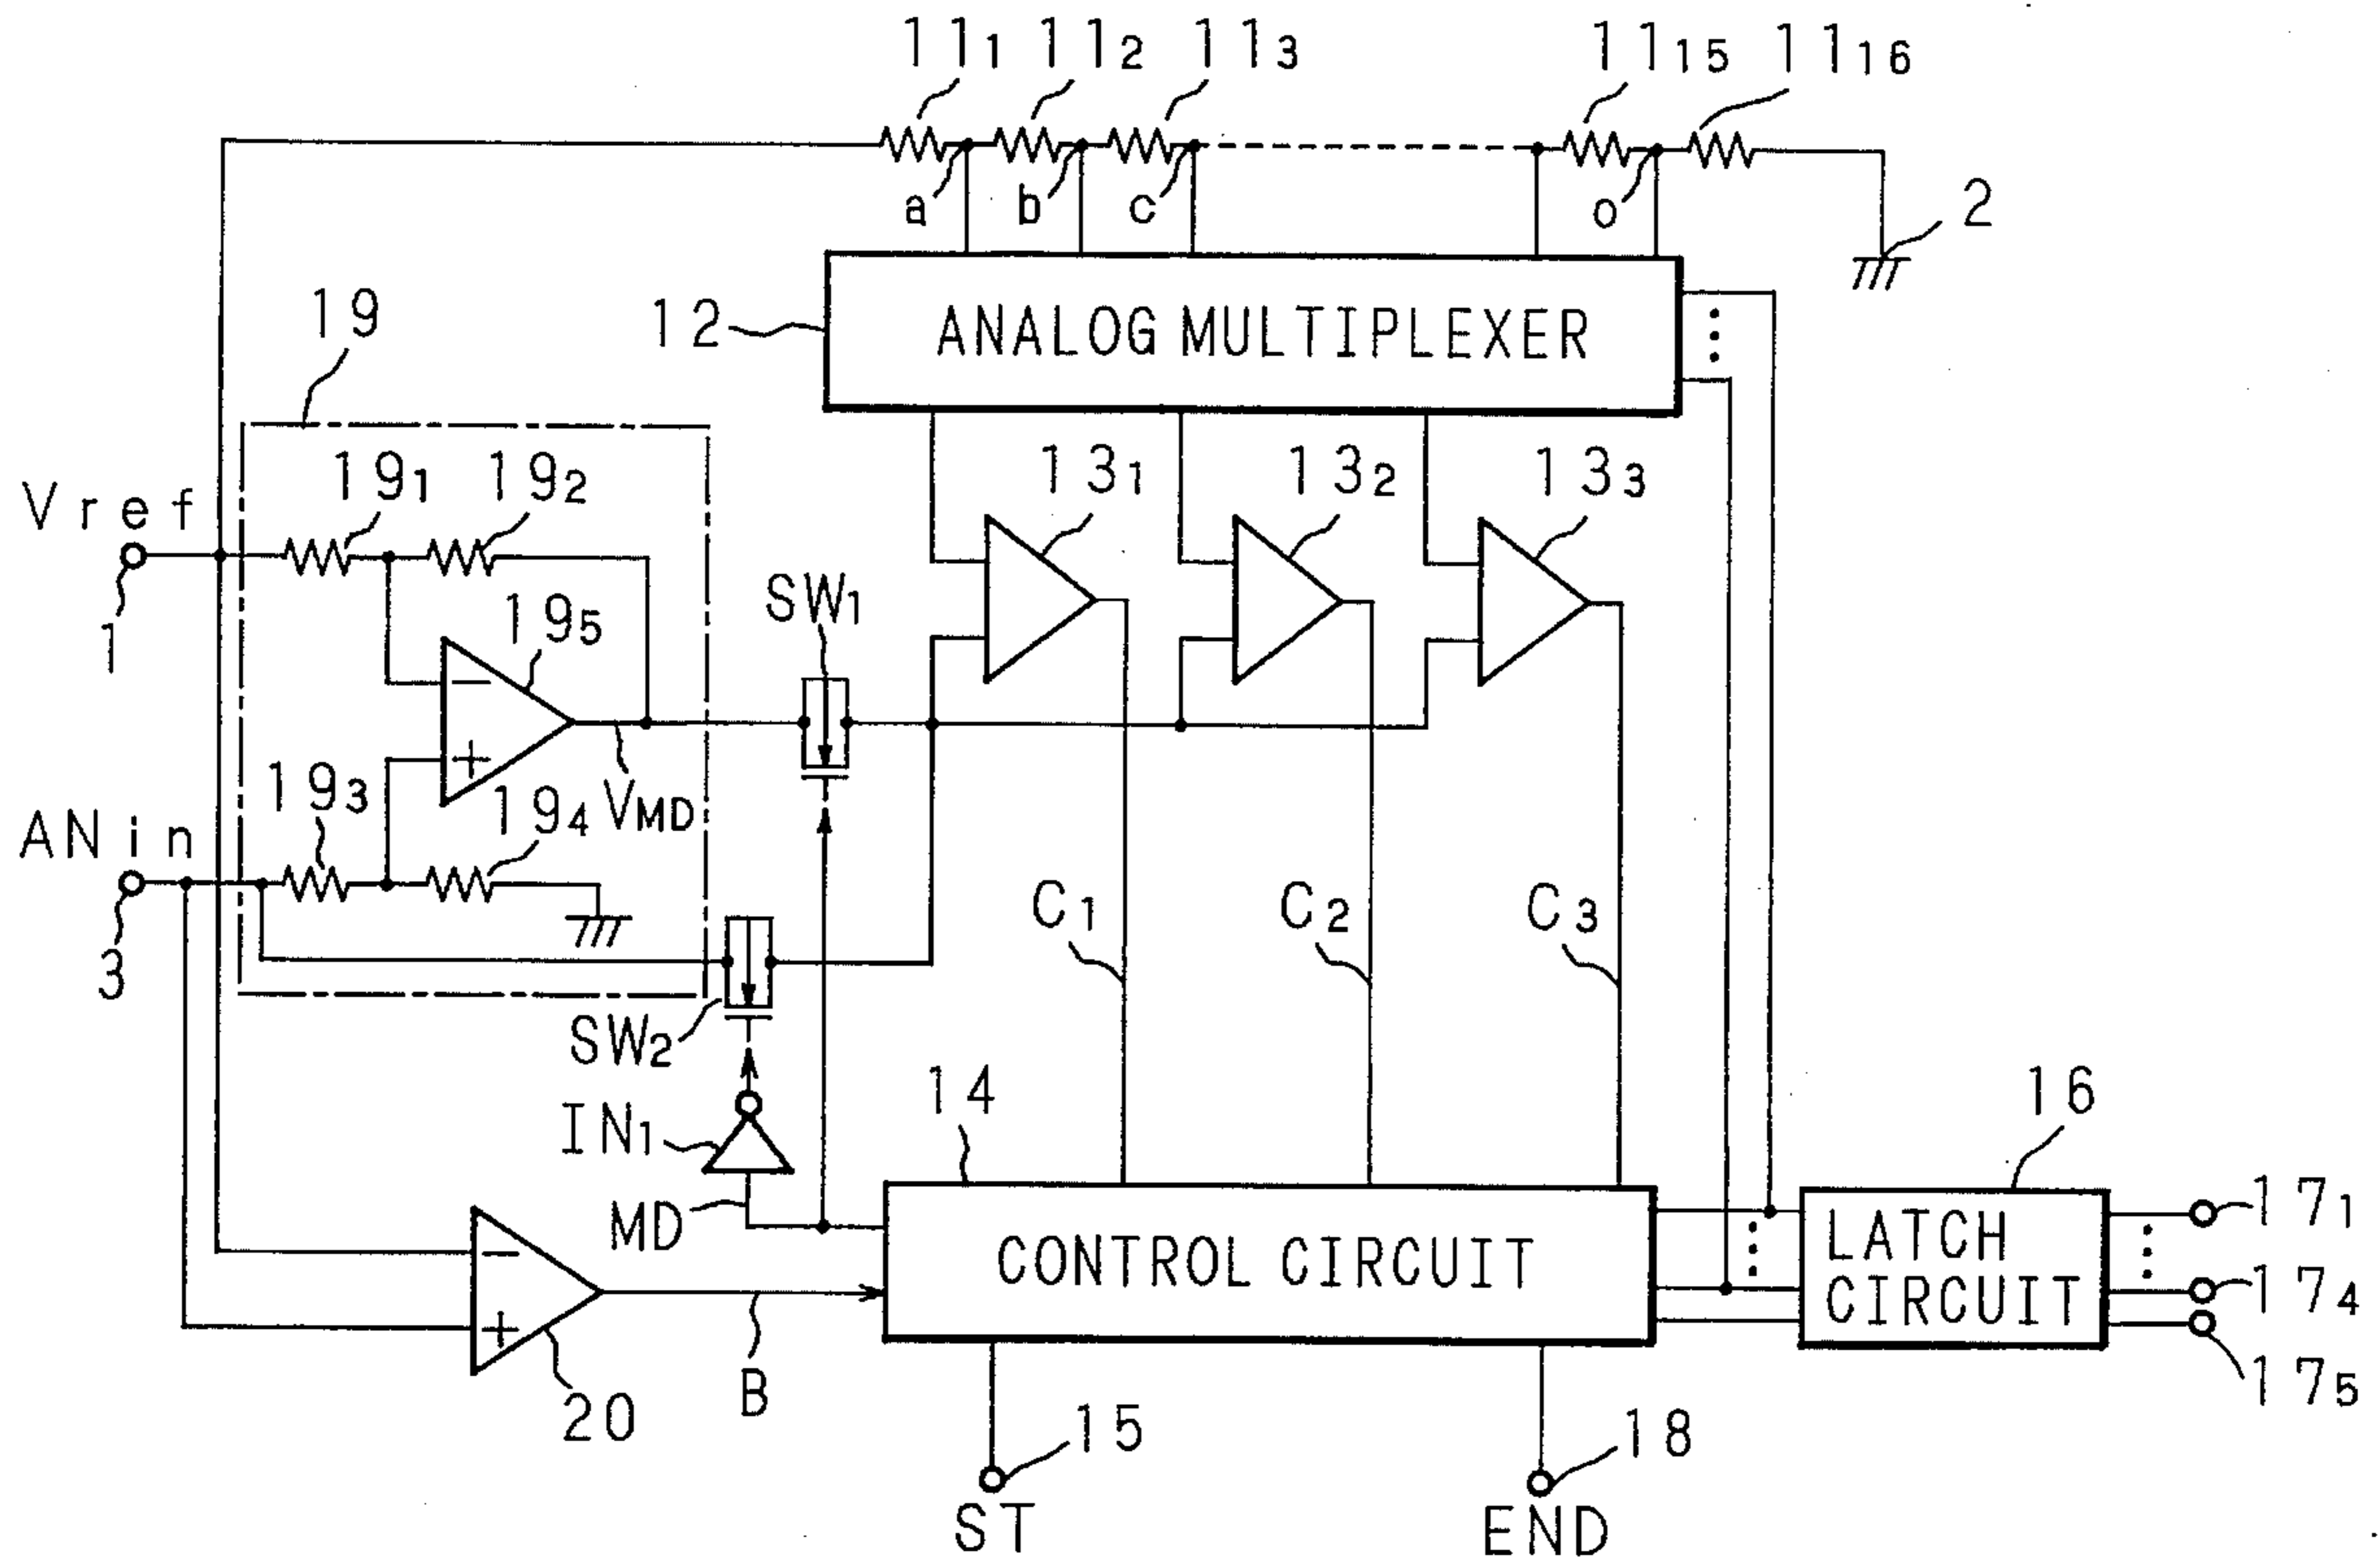 11₁ 11₂ 11₃ 11₁₅ 11₁₆
a b c o 2
12 ANALOG MULTIPLEXER
19
19₁ 19₂ 13₁ 13₂ 13₃
Vref
1
19₅ SW₁
− +
VMD
19₃ 19₄
ANin
3
C₁ C₂ C₃
SW₂
IN₁
14 16
MD
CONTROL CIRCUIT
LATCH
CIRCUIT
17₁
17₄
17₅
− +
20
B
15 18
ST END